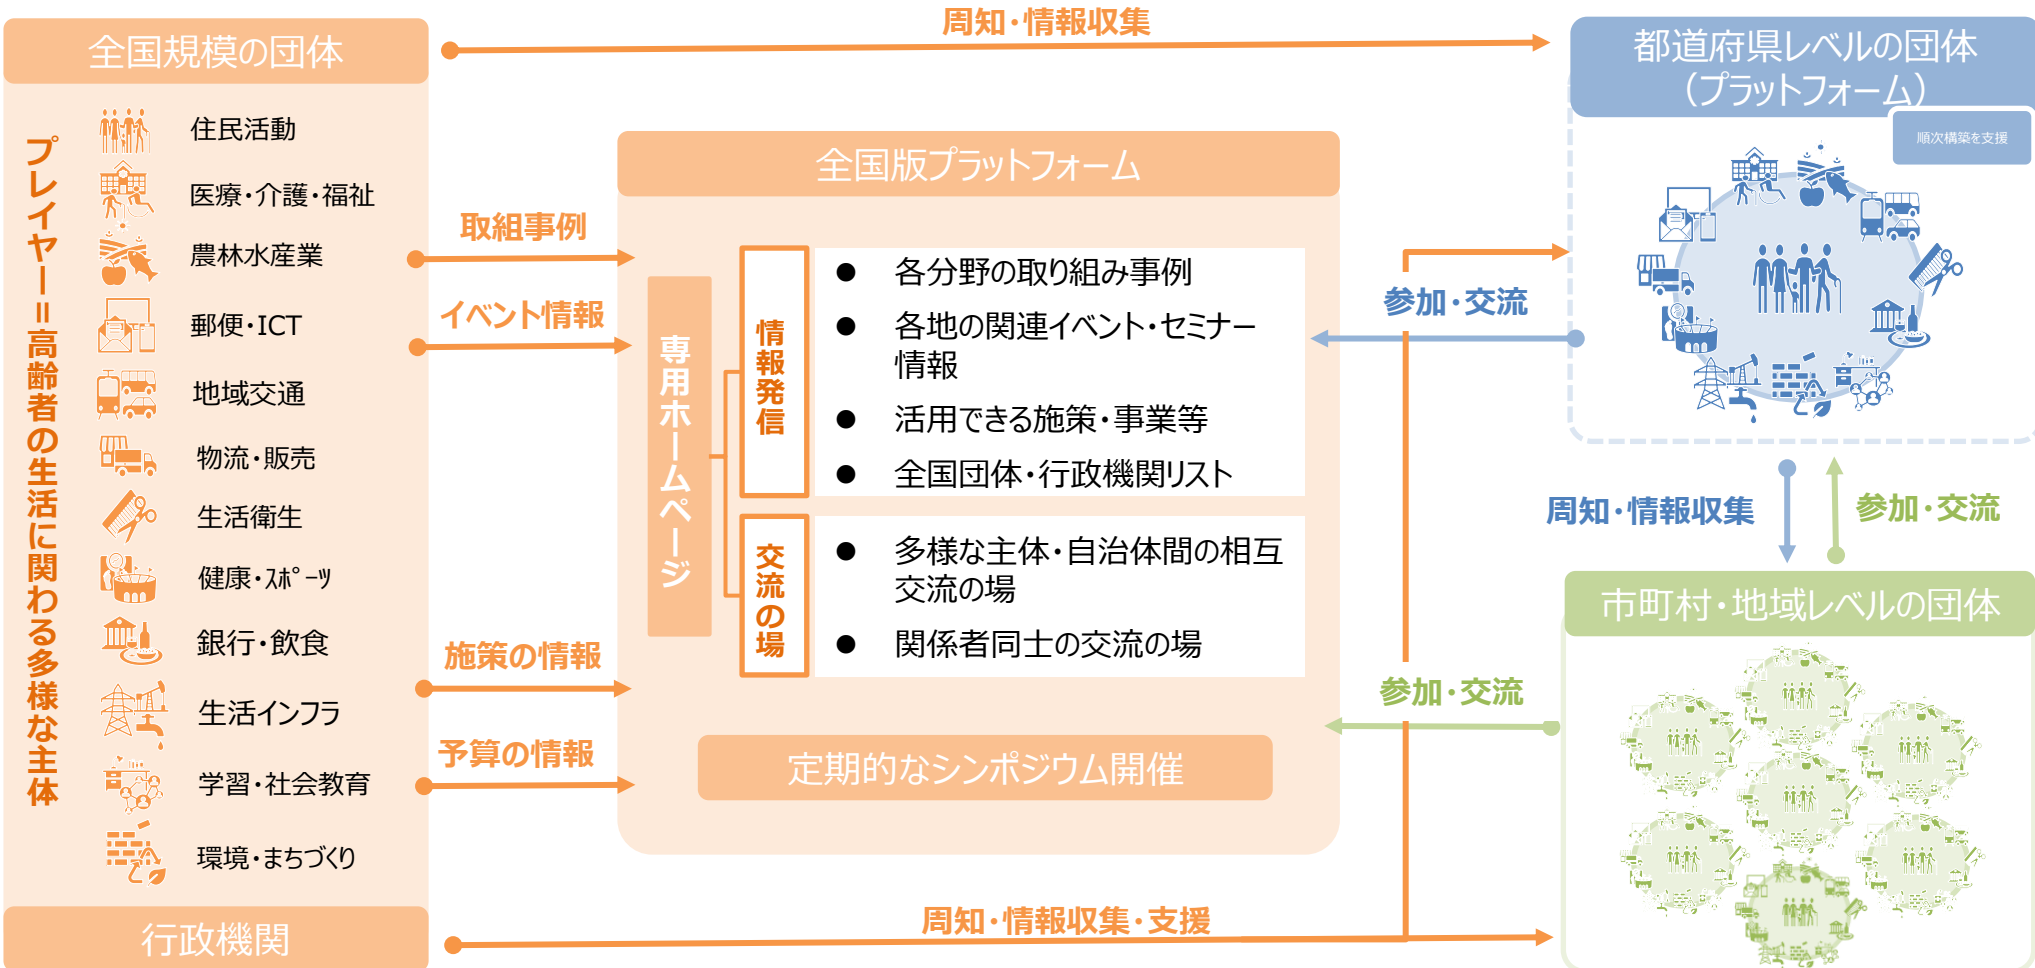 全国規模の団体
プレイヤー＝高齢者の生活に関わる多様な主体
住民活動
医療・介護・福祉
農林水産業
郵便・ICT
地域交通
物流・販売
生活衛生
健康・ｽﾎﾟｰﾂ
銀行・飲食
生活インフラ
学習・社会教育
環境・まちづくり
行政機関
周知・情報収集
取組事例
イベント情報
施策の情報
予算の情報
周知・情報収集・支援
全国版プラットフォーム
専用ホームページ
情報発信
● 各分野の取り組み事例
● 各地の関連イベント・セミナー
情報
● 活用できる施策・事業等
● 全国団体・行政機関リスト
交流の場
● 多様な主体・自治体間の相互
交流の場
● 関係者同士の交流の場
定期的なシンポジウム開催
参加・交流
参加・交流
都道府県レベルの団体
（プラットフォーム）
順次構築を支援
周知・情報収集
参加・交流
市町村・地域レベルの団体